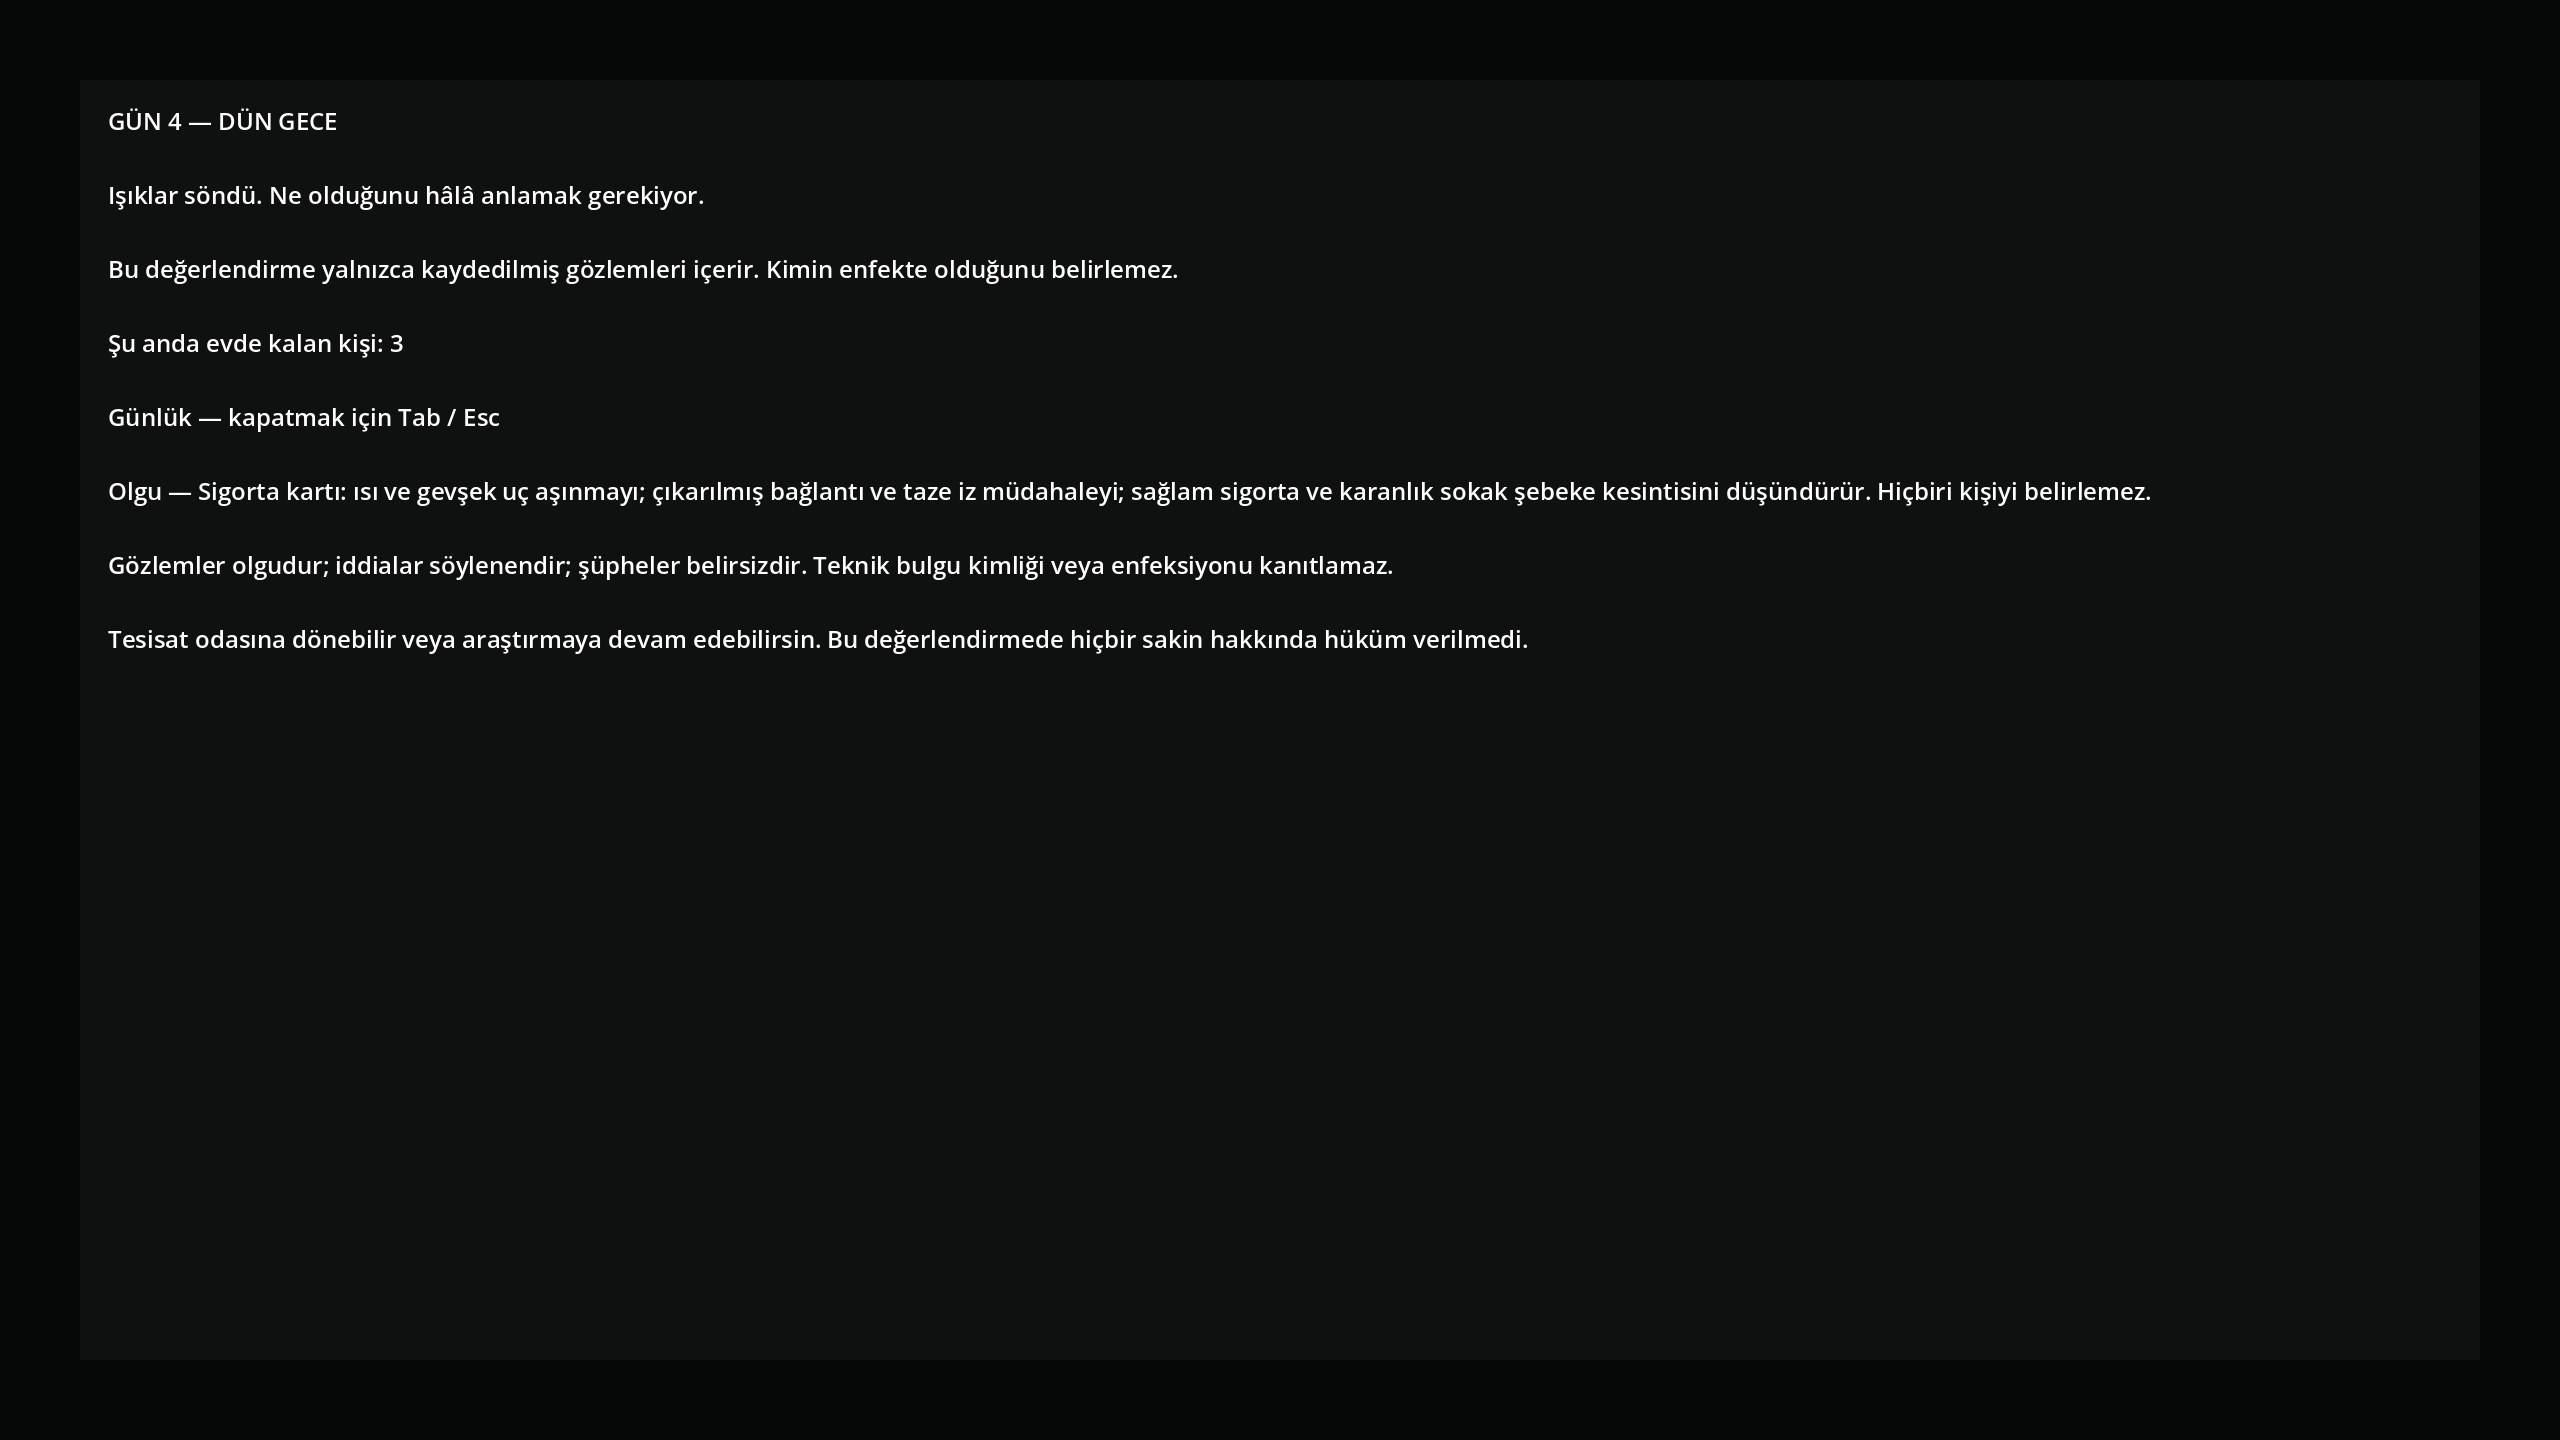 GÜN 4 — DÜN GECE
Işıklar söndü. Ne olduğunu hâlâ anlamak gerekiyor.
Bu değerlendirme yalnızca kaydedilmiş gözlemleri içerir. Kimin enfekte olduğunu belirlemez.
Şu anda evde kalan kişi: 3
Günlük — kapatmak için Tab / Esc
Olgu — Sigorta kartı: ısı ve gevşek uç aşınmayı; çıkarılmış bağlantı ve taze iz müdahaleyi; sağlam sigorta ve karanlık sokak şebeke kesintisini düşündürür. Hiçbiri kişiyi belirlemez.
Gözlemler olgudur; iddialar söylenendir; şüpheler belirsizdir. Teknik bulgu kimliği veya enfeksiyonu kanıtlamaz.
Tesisat odasına dönebilir veya araştırmaya devam edebilirsin. Bu değerlendirmede hiçbir sakin hakkında hüküm verilmedi.